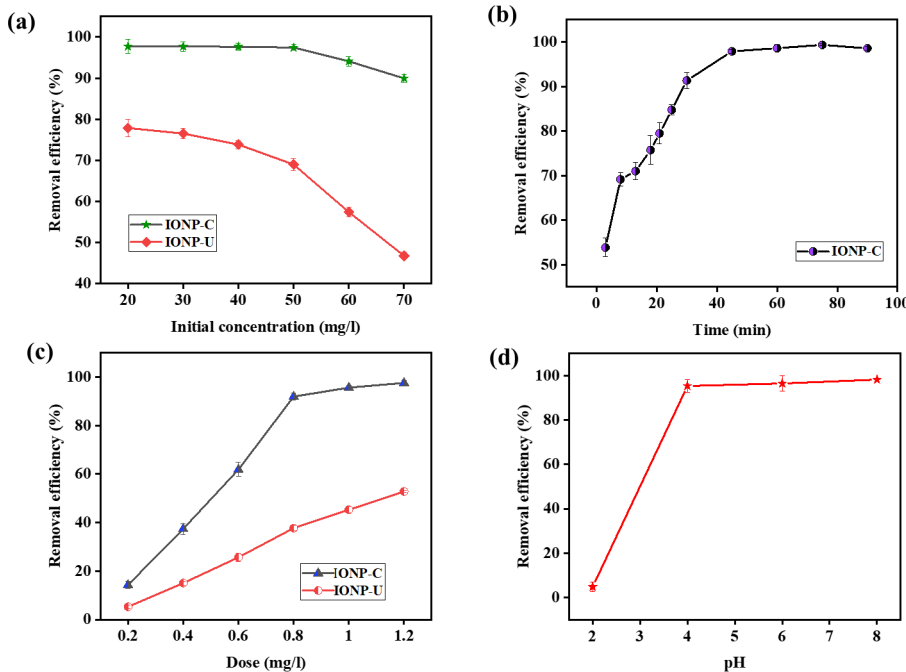 (a)
Removal efficiency (%)
100
90
80
70
60
50
40
IONP-C
IONP-U
20 30 40 50 60 70
Initial concentration (mg/l)
(b)
Removal efficiency (%)
100
90
80
70
60
50
IONP-C
0 20 40 60 80 100
Time (min)
(c)
Removal efficiency (%)
100
80
60
40
20
0
IONP-C
IONP-U
0.2 0.4 0.6 0.8 1 1.2
Dose (mg/l)
(d)
Removal efficiency (%)
100
80
60
40
20
0
2 3 4 5 6 7 8
pH